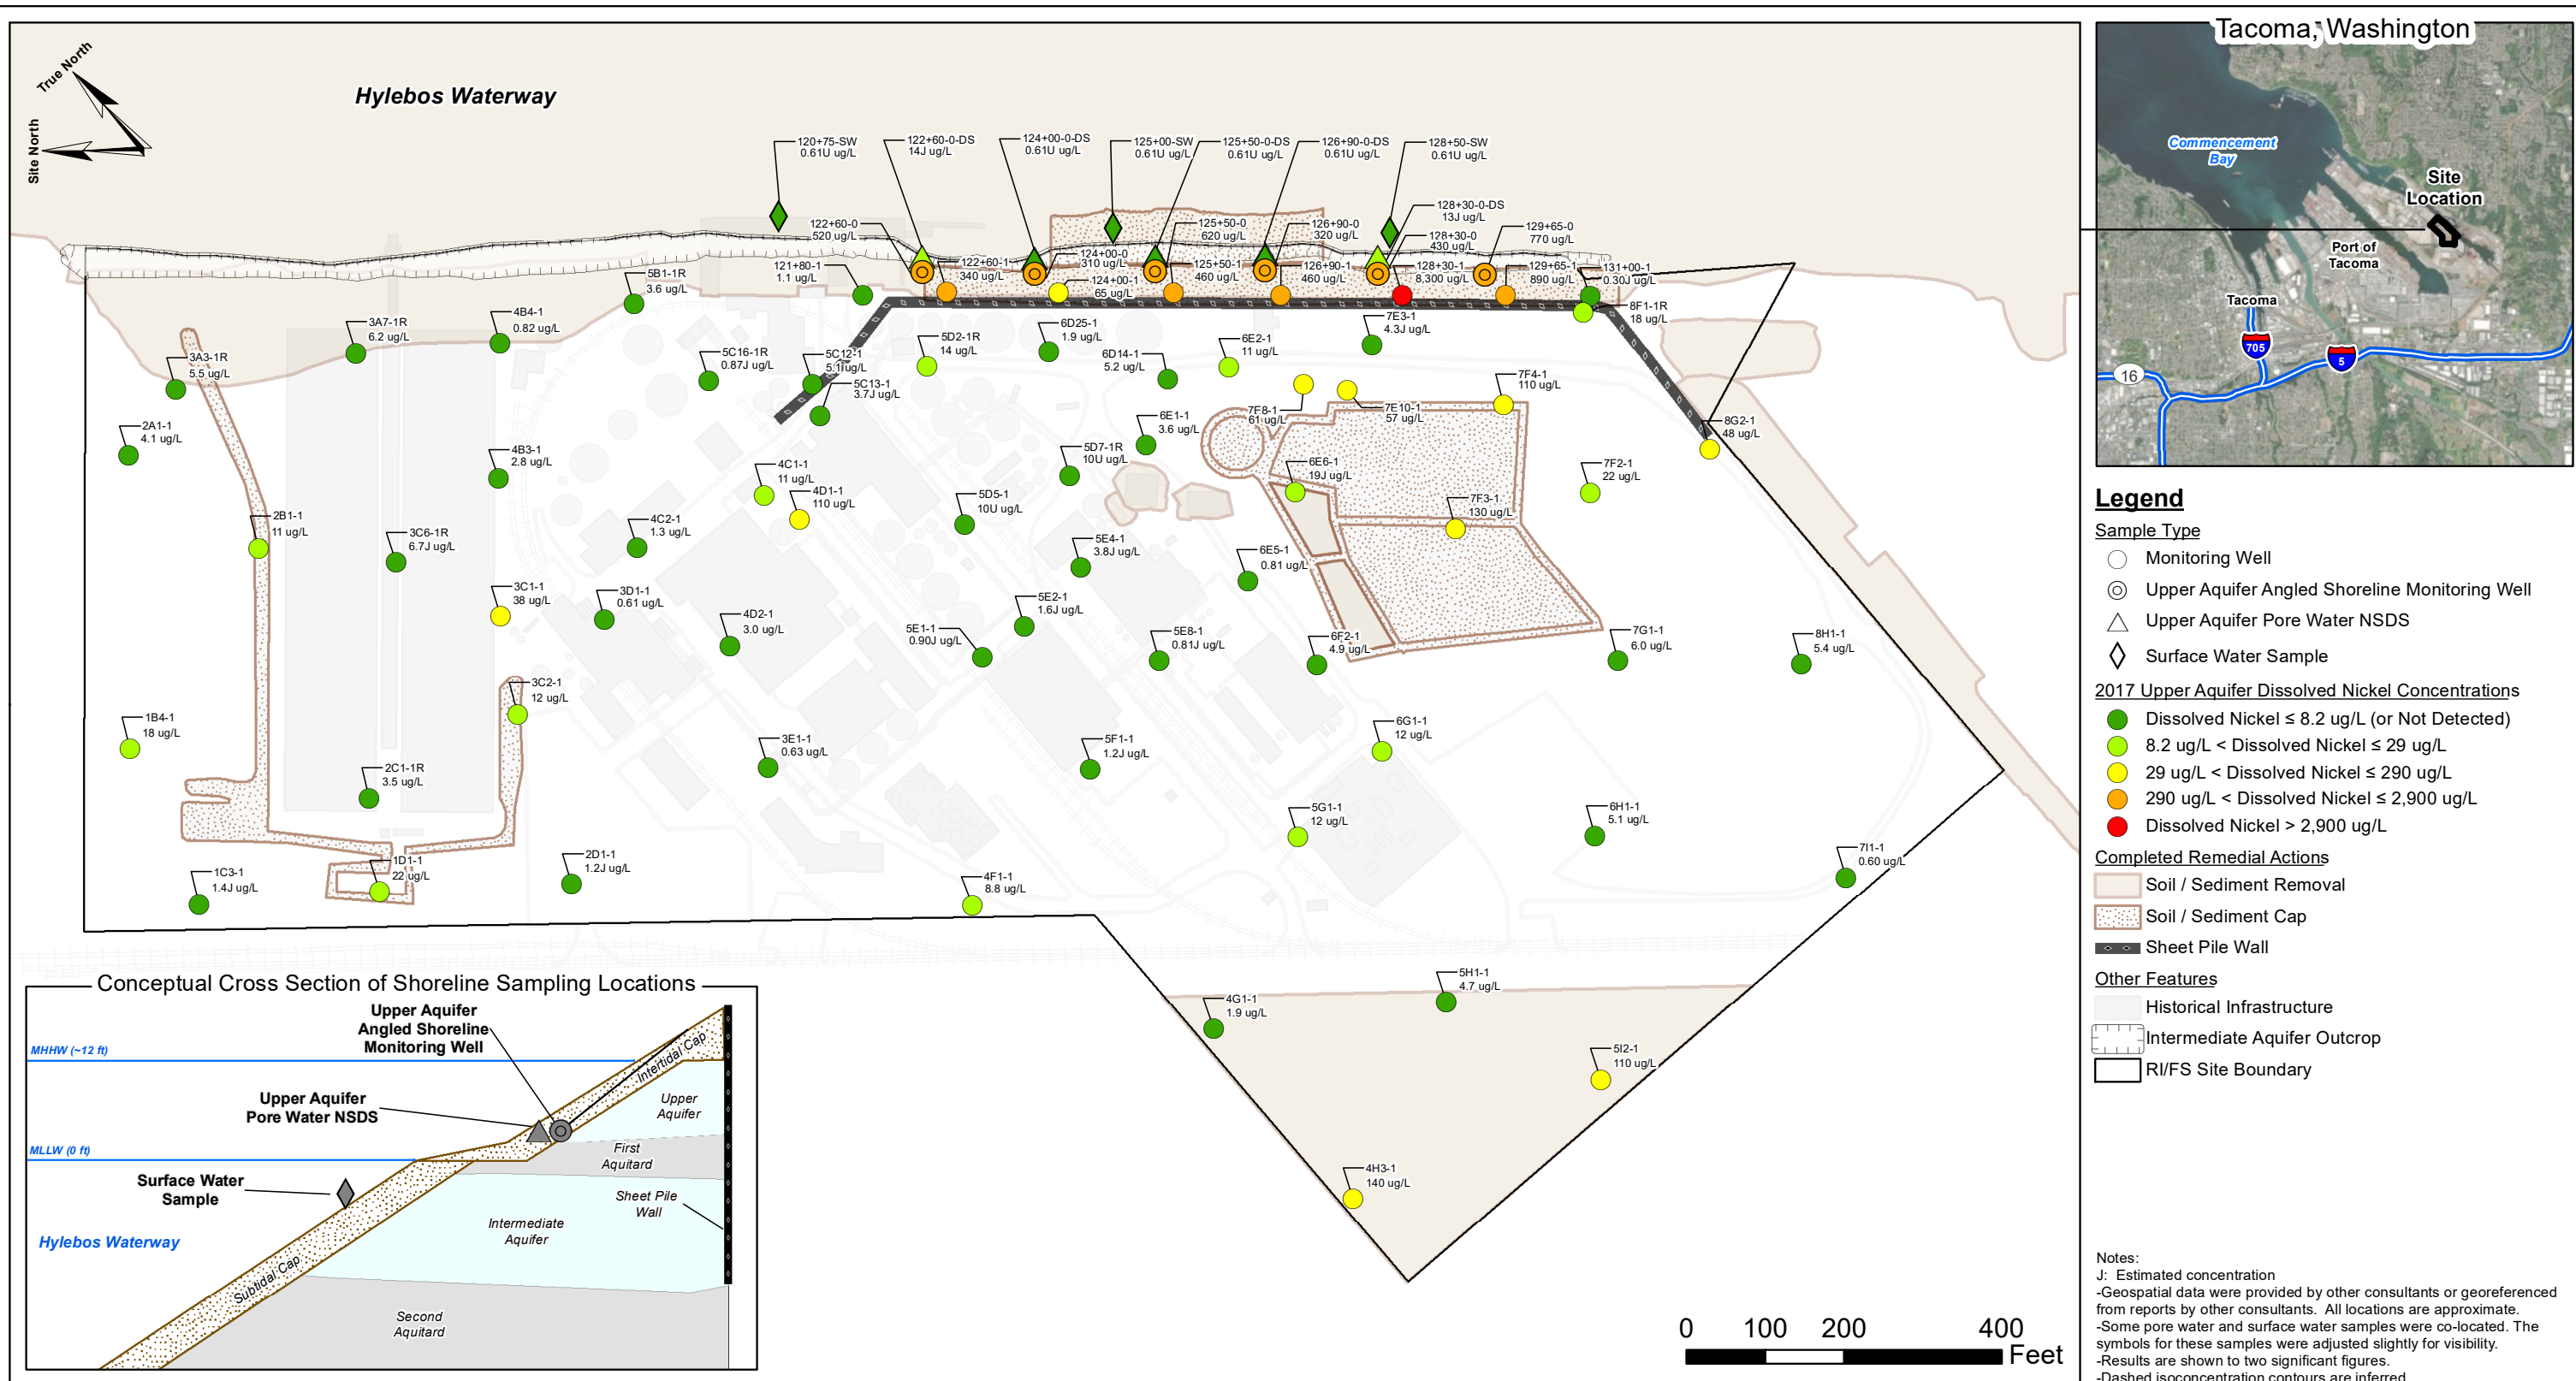 True North
Site North
Hylebos Waterway
120+75-SW
0.61U ug/L
122+60-0-DS
14J ug/L
124+00-0-DS
0.61U ug/L
125+00-SW
0.61U ug/L
125+50-0-DS
0.61U ug/L
126+90-0-DS
0.61U ug/L
128+50-SW
0.61U ug/L
122+60-0
520 ug/L
125+50-0
620 ug/L
126+90-0
320 ug/L
128+30-0-DS
13J ug/L
128+30-0
430 ug/L
129+65-0
770 ug/L
121+80-1
1.1 ug/L
122+60-1
340 ug/L
124+00-0
310 ug/L
124+00-1
65 ug/L
125+50-1
460 ug/L
126+90-1
460 ug/L
128+30-1
8,300 ug/L
129+65-1
890 ug/L
131+00-1
0.30J ug/L
8F1-1R
18 ug/L
5B1-1R
3.6 ug/L
4B4-1
0.82 ug/L
3A7-1R
6.2 ug/L
3A3-1R
5.5 ug/L
5C16-1R
0.87J ug/L
5C12-1
5.1 ug/L
5C13-1
3.7J ug/L
5D2-1R
14 ug/L
6D25-1
1.9 ug/L
6D14-1
5.2 ug/L
6E2-1
11 ug/L
7E3-1
4.3J ug/L
7E8-1
61 ug/L
7E10-1
57 ug/L
7F4-1
110 ug/L
8G2-1
48 ug/L
2A1-1
4.1 ug/L
4B3-1
2.8 ug/L
4C1-1
11 ug/L
4D1-1
110 ug/L
5D7-1R
10U ug/L
6E1-1
3.6 ug/L
6E6-1
19J ug/L
7F2-1
22 ug/L
7F3-1
130 ug/L
2B1-1
11 ug/L
3C6-1R
6.7J ug/L
4C2-1
1.3 ug/L
5D5-1
10U ug/L
5E4-1
3.8J ug/L
6E5-1
0.81 ug/L
3C1-1
38 ug/L
3D1-1
0.61 ug/L
4D2-1
3.0 ug/L
5E2-1
1.6J ug/L
5E1-1
0.90J ug/L
5E8-1
0.81J ug/L
6F2-1
4.9 ug/L
7G1-1
6.0 ug/L
8H1-1
5.4 ug/L
1B4-1
18 ug/L
3C2-1
12 ug/L
2C1-1R
3.5 ug/L
3E1-1
0.63 ug/L
5F1-1
1.2J ug/L
6G1-1
12 ug/L
5G1-1
12 ug/L
6H1-1
5.1 ug/L
7I1-1
0.60 ug/L
1C3-1
1.4J ug/L
1D1-1
22 ug/L
2D1-1
1.2J ug/L
4F1-1
8.8 ug/L
4G1-1
1.9 ug/L
5H1-1
4.7 ug/L
5I2-1
110 ug/L
4H3-1
140 ug/L
Conceptual Cross Section of Shoreline Sampling Locations
Upper Aquifer
Angled Shoreline
Monitoring Well
MHHW (~12 ft)
Intertidal Cap
Upper Aquifer
Pore Water NSDS
Upper
Aquifer
MLLW (0 ft)
First
Aquitard
Surface Water
Sample
Sheet Pile
Wall
Intermediate
Aquifer
Hylebos Waterway
Subtidal Cap
Second
Aquitard
0 100 200 400
Feet
Tacoma, Washington
Commencement
Bay
Site
Location
Port of
Tacoma
Tacoma
705
5
16
Legend
Sample Type
Monitoring Well
Upper Aquifer Angled Shoreline Monitoring Well
Upper Aquifer Pore Water NSDS
Surface Water Sample
2017 Upper Aquifer Dissolved Nickel Concentrations
Dissolved Nickel ≤ 8.2 ug/L (or Not Detected)
8.2 ug/L < Dissolved Nickel ≤ 29 ug/L
29 ug/L < Dissolved Nickel ≤ 290 ug/L
290 ug/L < Dissolved Nickel ≤ 2,900 ug/L
Dissolved Nickel > 2,900 ug/L
Completed Remedial Actions
Soil / Sediment Removal
Soil / Sediment Cap
Sheet Pile Wall
Other Features
Historical Infrastructure
Intermediate Aquifer Outcrop
RI/FS Site Boundary
Notes:
J: Estimated concentration
-Geospatial data were provided by other consultants or georeferenced
from reports by other consultants. All locations are approximate.
-Some pore water and surface water samples were co-located. The
symbols for these samples were adjusted slightly for visibility.
-Results are shown to two significant figures.
-Dashed isoconcentration contours are inferred